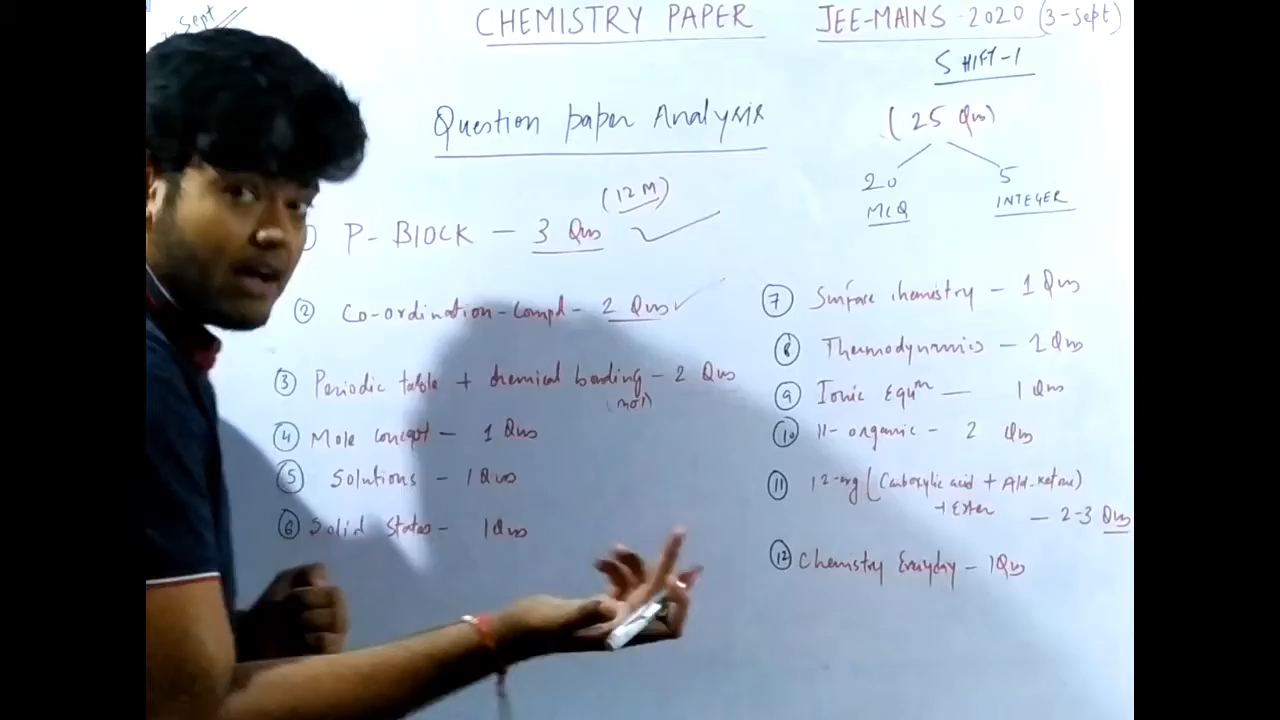 Sept
CHEMISTRY PAPER
JEE-MAINS-2020 (3-Sept)
SHIFT-1
Question paper Analysis
(25 Qus)
20
MCQ
5
INTEGER
(12 M)
) P-BLOCK - 3 Qus
② Co-ordination-Compd- 2 Qus
③ Periodic table + chemical bonding - 2 Qus
④ Mole concept - 1 Qus
⑤ Solutions - 1 Qus
⑥ Solid States - 1 Qus
⑦ Surface chemistry - 1 Qus
⑧ Thermodynamics - 2 Qus
⑨ Ionic Equm - 1 Qus
⑩ 11-organic - 2 Qus
⑪ 12-org (Carboxylic acid + Ald-ketone)
+ Ester - 2-3 Qus
⑫ Chemistry Everyday - 1 Qus